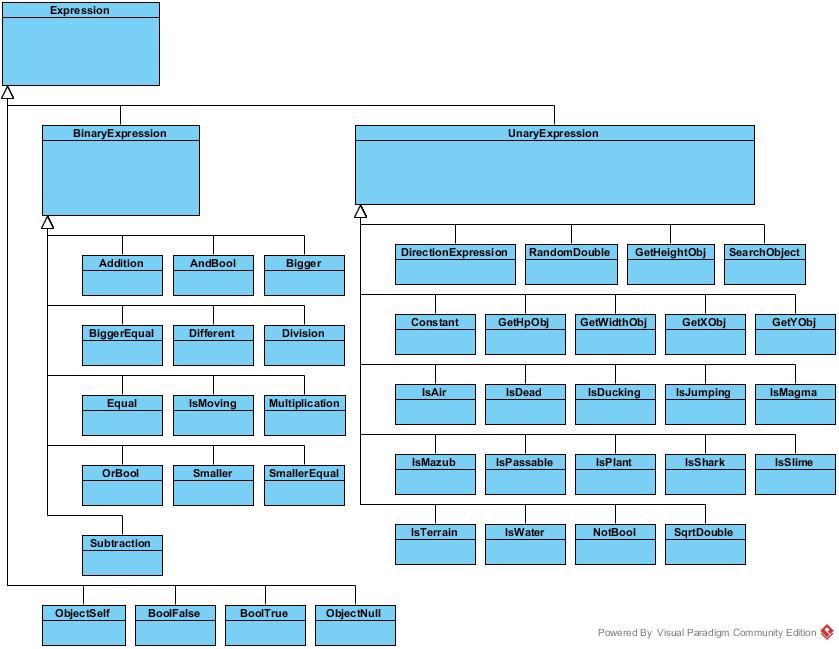 Expression
BinaryExpression
UnaryExpression
Addition
AndBool
Bigger
BiggerEqual
Different
Division
Equal
IsMoving
Multiplication
OrBool
Smaller
SmallerEqual
Subtraction
DirectionExpression
RandomDouble
GetHeightObj
SearchObject
Constant
GetHpObj
GetWidthObj
GetXObj
GetYObj
IsAir
IsDead
IsDucking
IsJumping
IsMagma
IsMazub
IsPassable
IsPlant
IsShark
IsSlime
IsTerrain
IsWater
NotBool
SqrtDouble
ObjectSelf
BoolFalse
BoolTrue
ObjectNull
Powered By Visual Paradigm Community Edition